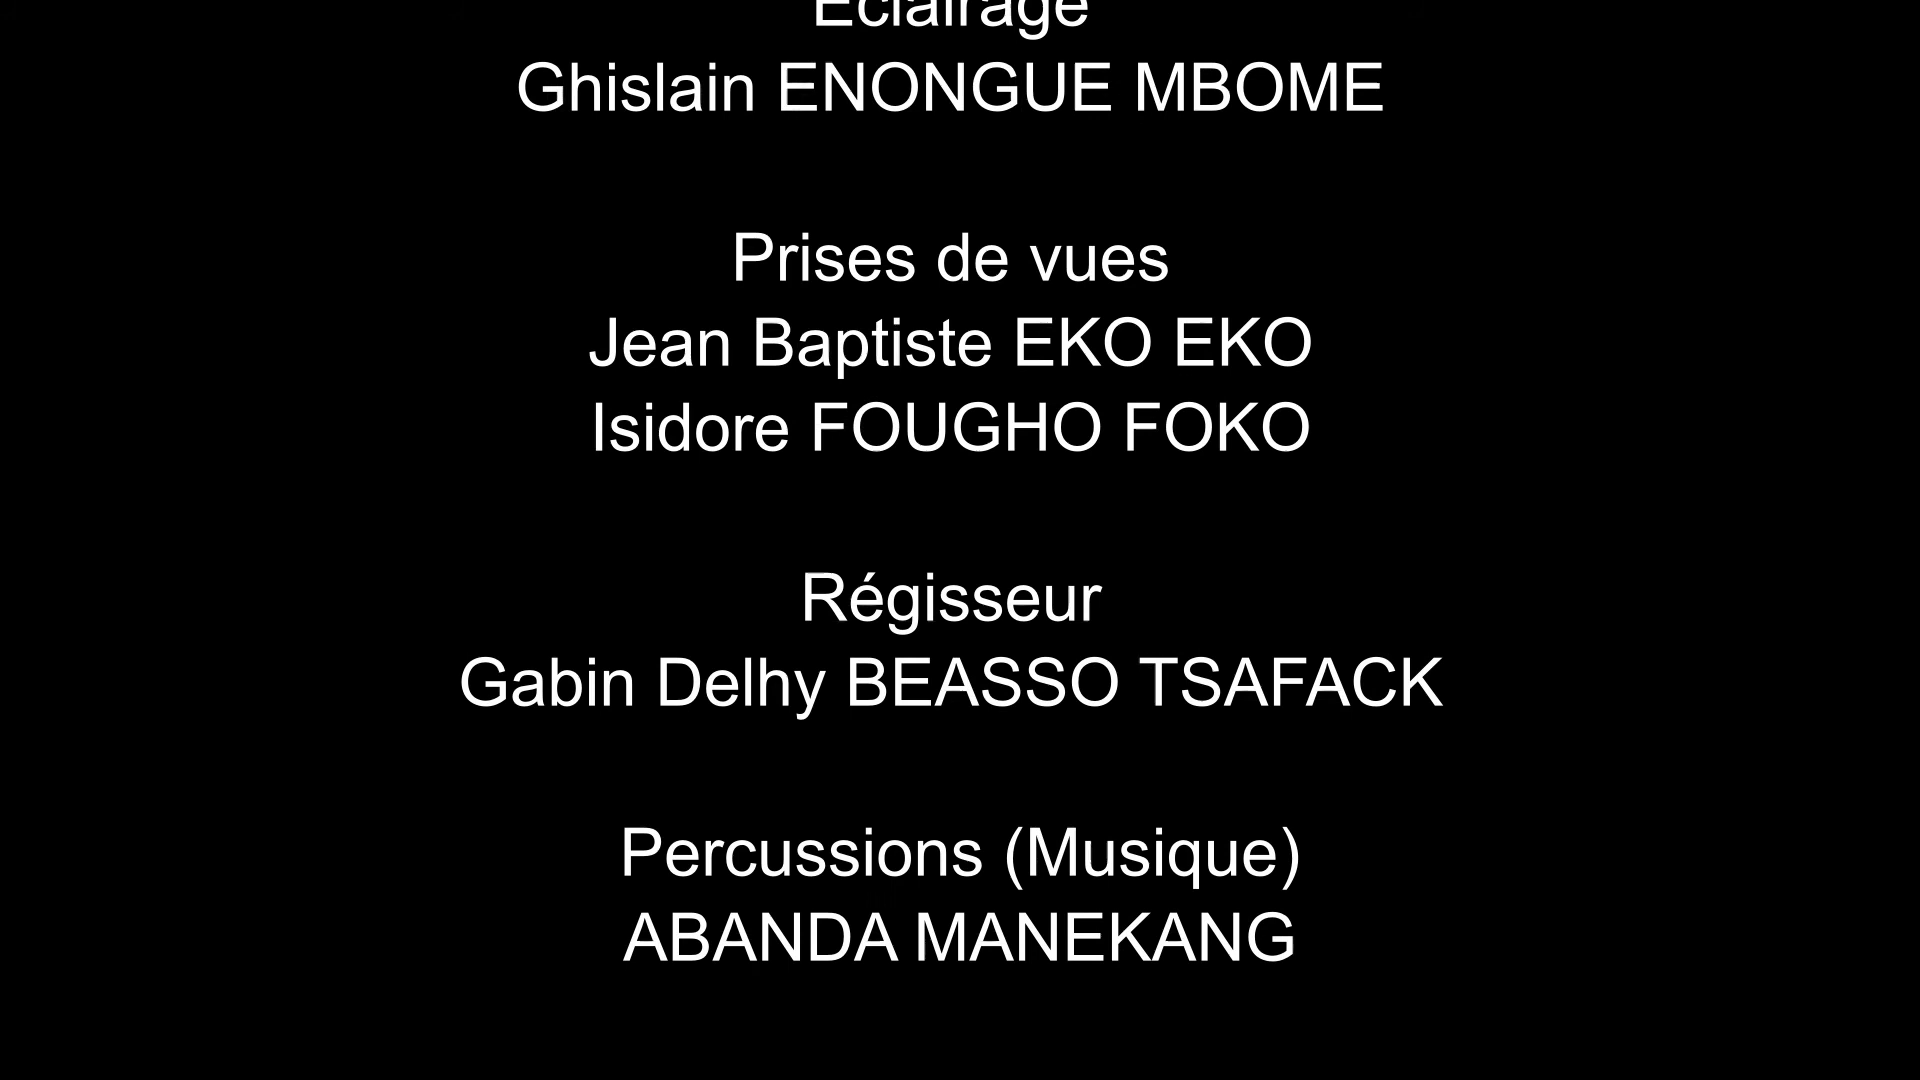 Eclairage
Ghislain ENONGUE MBOME
Prises de vues
Jean Baptiste EKO EKO
Isidore FOUGHO FOKO
Régisseur
Gabin Delhy BEASSO TSAFACK
Percussions (Musique)
ABANDA MANEKANG